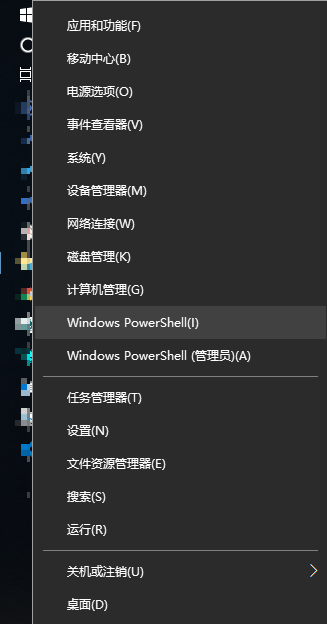 应用和功能(F)
移动中心(B)
电源选项(O)
事件查看器(V)
系统(Y)
设备管理器(M)
网络连接(W)
磁盘管理(K)
计算机管理(G)
Windows PowerShell(I)
Windows PowerShell (管理员)(A)
任务管理器(T)
设置(N)
文件资源管理器(E)
搜索(S)
运行(R)
关机或注销(U)
桌面(D)